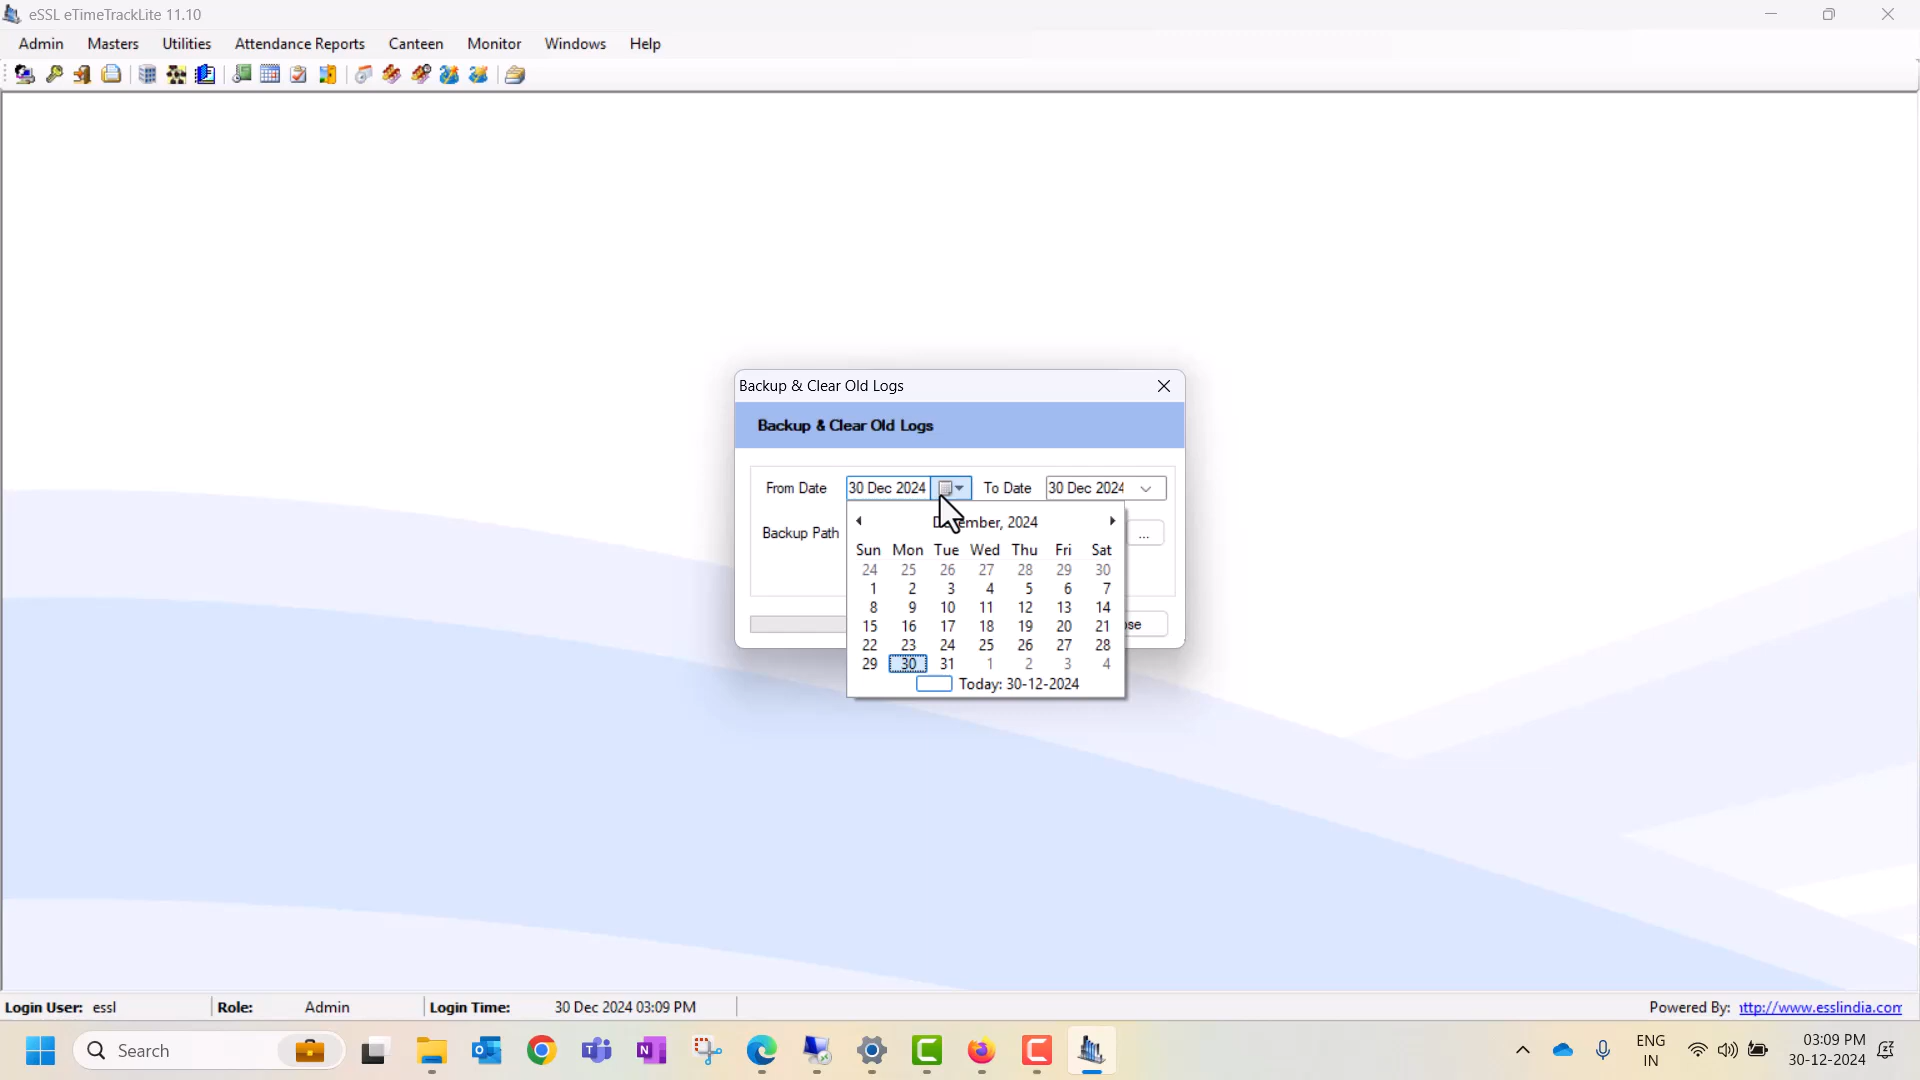 eSSL eTimeTrackLite 11.10
Admin Masters Utilities Attendance Reports Canteen Monitor Windows Help
Backup & Clear Old Logs
Backup & Clear Old Logs
From Date 30 Dec 2024 To Date 30 Dec 2024
Backup Path ...
December, 2024
Sun Mon Tue Wed Thu Fri Sat
24 25 26 27 28 29 30
1 2 3 4 5 6 7
8 9 10 11 12 13 14
15 16 17 18 19 20 21
22 23 24 25 26 27 28
29 30 31 1 2 3 4
Today: 30-12-2024
Login User: essl Role: Admin Login Time: 30 Dec 2024 03:09 PM Powered By: http://www.esslindia.com
Search
ENG
IN
03:09 PM
30-12-2024